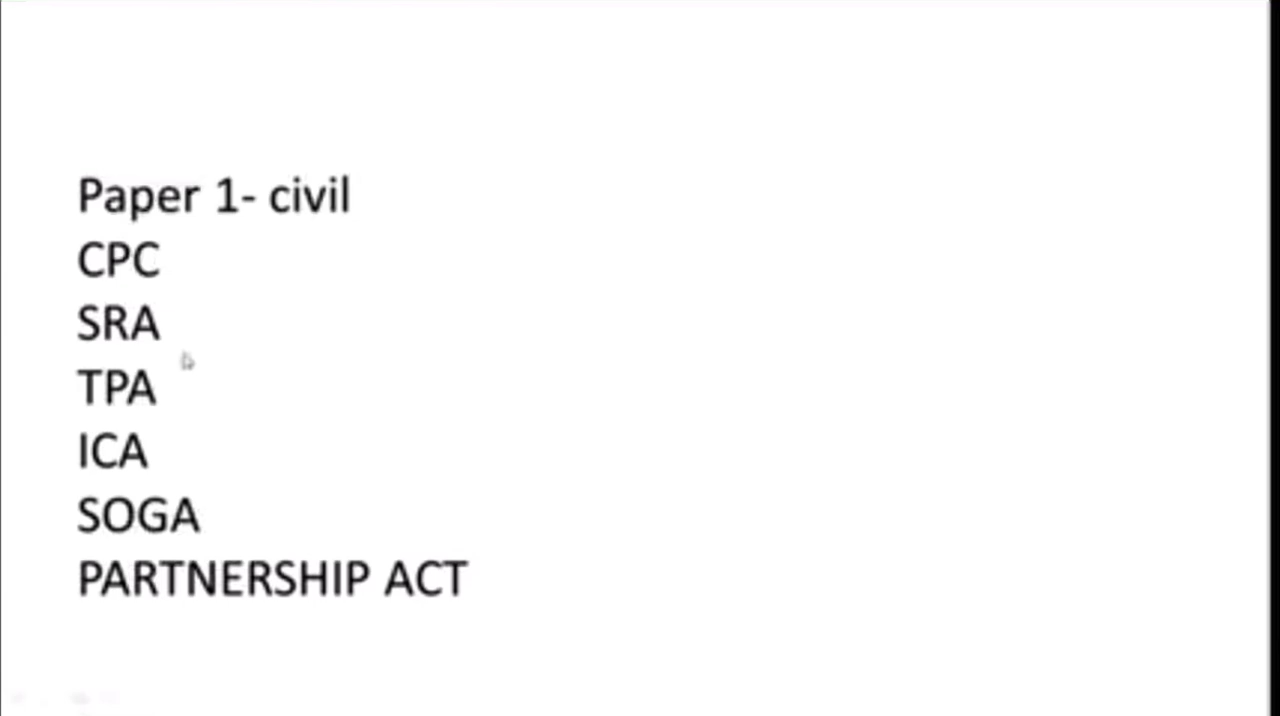 Paper 1- civil
CPC
SRA
TPA
ICA
SOGA
PARTNERSHIP ACT